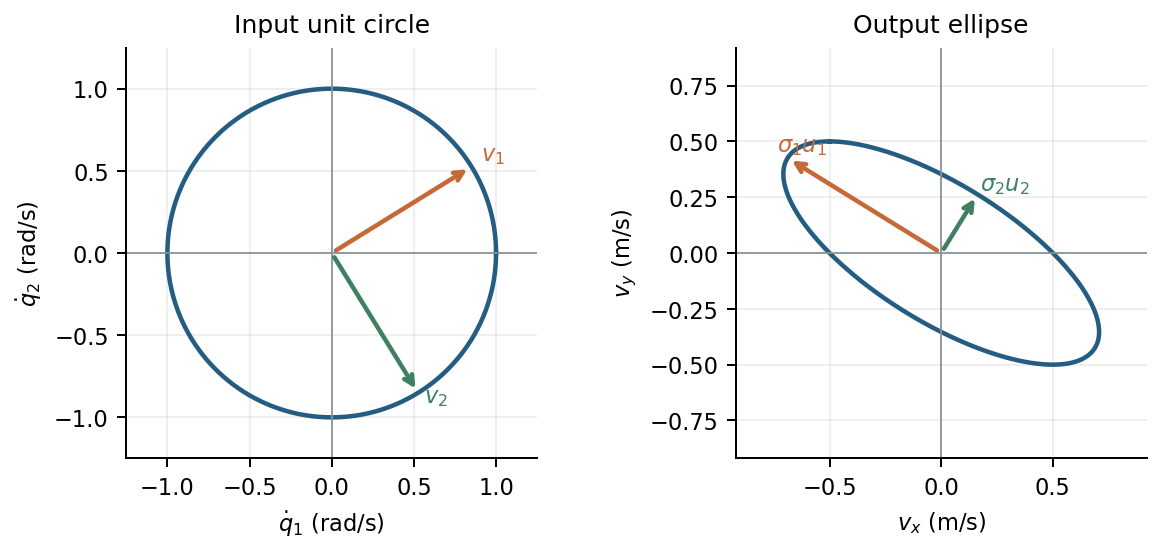 Input unit circle
1.0
0.5
0.0
−0.5
−1.0
−1.0 −0.5 0.0 0.5 1.0
q̇₂ (rad/s)
q̇₁ (rad/s)
v₁
v₂
Output ellipse
0.75
0.50
0.25
0.00
−0.25
−0.50
−0.75
−0.5 0.0 0.5
v_y (m/s)
vₓ (m/s)
σ₁u₁
σ₂u₂